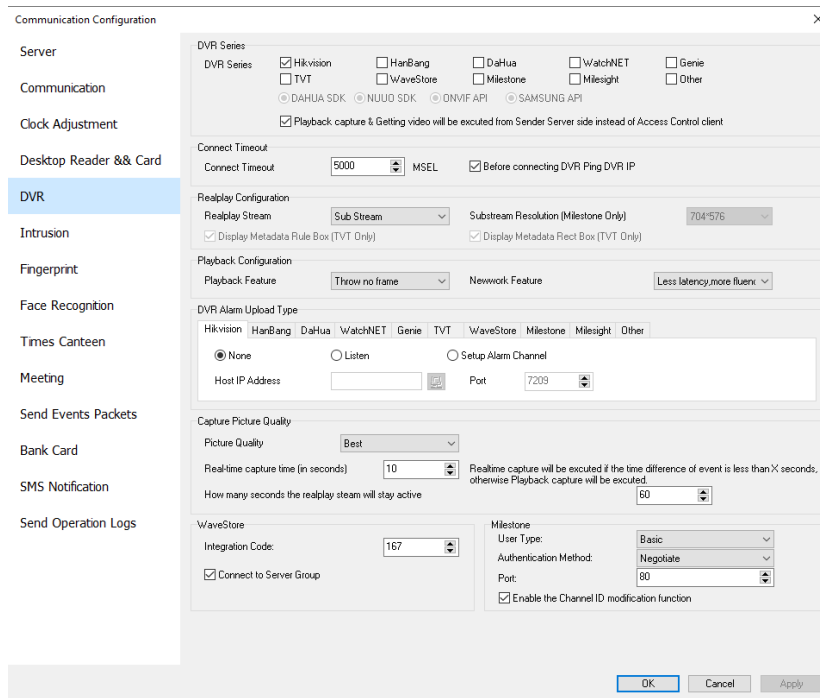 Communication Configuration
Server
Communication
Clock Adjustment
Desktop Reader && Card
DVR
Intrusion
Fingerprint
Face Recognition
Times Canteen
Meeting
Send Events Packets
Bank Card
SMS Notification
Send Operation Logs
DVR Series
DVR Series Hikvision HanBang DaHua WatchNET Genie
TVT WaveStore Milestone Milesight Other
DAHUA SDK NUUO SDK ONVIF API SAMSUNG API
Playback capture & Getting video will be excuted from Sender Server side instead of Access Control client
Connect Timeout
Connect Timeout 5000 MSEL Before connecting DVR Ping DVR IP
Realplay Configuration
Realplay Stream Sub Stream Substream Resolution (Milestone Only) 704*576
Display Metadata Rule Box (TVT Only) Display Metadata Rect Box (TVT Only)
Playback Configuration
Playback Feature Throw no frame Newwork Feature Less latency,more fluenc
DVR Alarm Upload Type
Hikvision HanBang DaHua WatchNET Genie TVT WaveStore Milestone Milesight Other
None Listen Setup Alarm Channel
Host IP Address Port 7209
Capture Picture Quality
Picture Quality Best
Real-time capture time (in seconds) 10 Realtime capture will be excuted if the time difference of event is less than X seconds,
otherwise Playback capture will be excuted.
How many seconds the realplay steam will stay active 60
WaveStore
Integration Code: 167
Connect to Server Group
Milestone
User Type: Basic
Authentication Method: Negotiate
Port: 80
Enable the Channel ID modification function
OK Cancel Apply